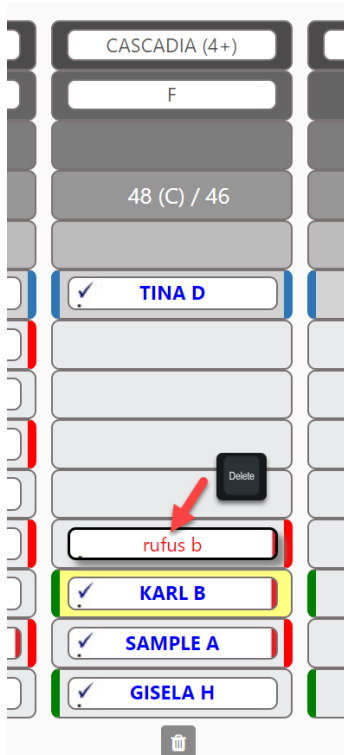 CASCADIA (4+)
F
48 (C) / 46
TINA D
Delete
rufus b
KARL B
SAMPLE A
GISELA H